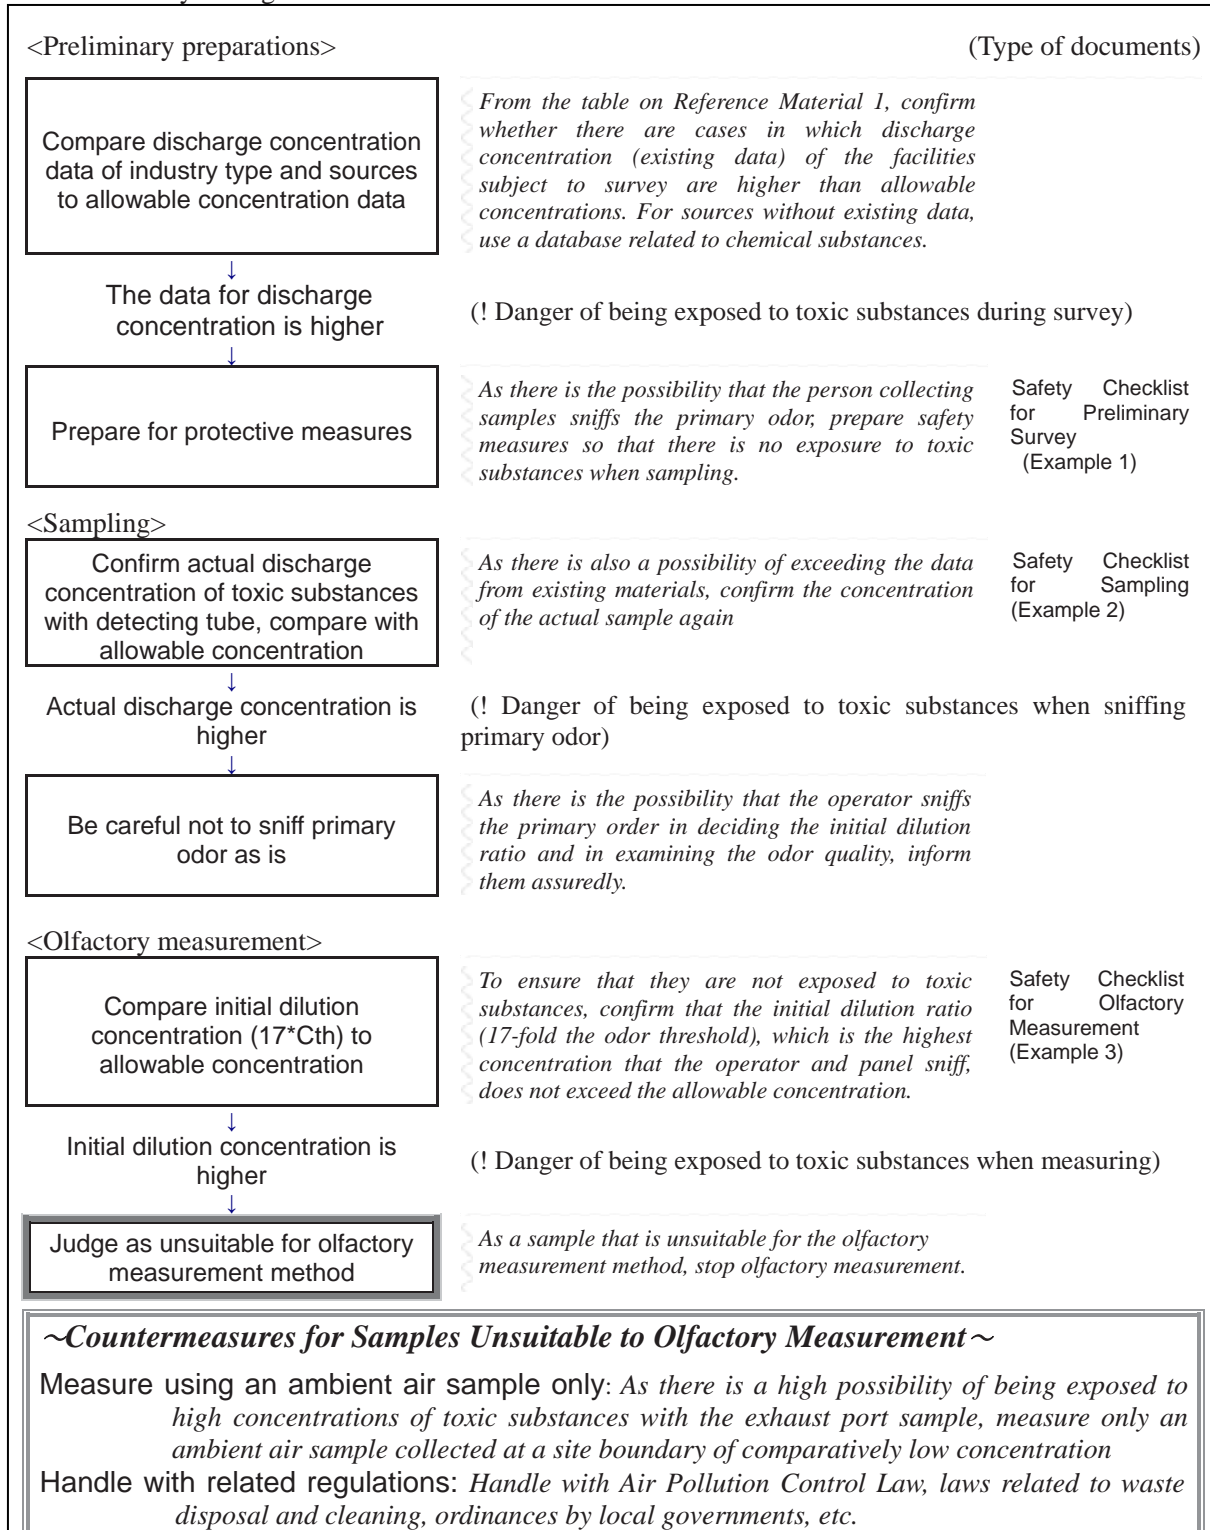 <Preliminary preparations> (Type of documents)
Compare discharge concentration
data of industry type and sources
to allowable concentration data
From the table on Reference Material 1, confirm
whether there are cases in which discharge
concentration (existing data) of the facilities
subject to survey are higher than allowable
concentrations. For sources without existing data,
use a database related to chemical substances.
↓
The data for discharge
concentration is higher
(! Danger of being exposed to toxic substances during survey)
↓
Prepare for protective measures
As there is the possibility that the person collecting
samples sniffs the primary odor, prepare safety
measures so that there is no exposure to toxic
substances when sampling.
Safety Checklist
for Preliminary
Survey
(Example 1)
<Sampling>
Confirm actual discharge
concentration of toxic substances
with detecting tube, compare with
allowable concentration
As there is also a possibility of exceeding the data
from existing materials, confirm the concentration
of the actual sample again
Safety Checklist
for Sampling
(Example 2)
↓
Actual discharge concentration is
higher
(! Danger of being exposed to toxic substances when sniffing
primary odor)
↓
Be careful not to sniff primary
odor as is
As there is the possibility that the operator sniffs
the primary order in deciding the initial dilution
ratio and in examining the odor quality, inform
them assuredly.
<Olfactory measurement>
Compare initial dilution
concentration (17*Cth) to
allowable concentration
To ensure that they are not exposed to toxic
substances, confirm that the initial dilution ratio
(17-fold the odor threshold), which is the highest
concentration that the operator and panel sniff,
does not exceed the allowable concentration.
Safety Checklist
for Olfactory
Measurement
(Example 3)
↓
Initial dilution concentration is
higher
(! Danger of being exposed to toxic substances when measuring)
↓
Judge as unsuitable for olfactory
measurement method
As a sample that is unsuitable for the olfactory
measurement method, stop olfactory measurement.
~Countermeasures for Samples Unsuitable to Olfactory Measurement~
Measure using an ambient air sample only: As there is a high possibility of being exposed to
high concentrations of toxic substances with the exhaust port sample, measure only an
ambient air sample collected at a site boundary of comparatively low concentration
Handle with related regulations: Handle with Air Pollution Control Law, laws related to waste
disposal and cleaning, ordinances by local governments, etc.